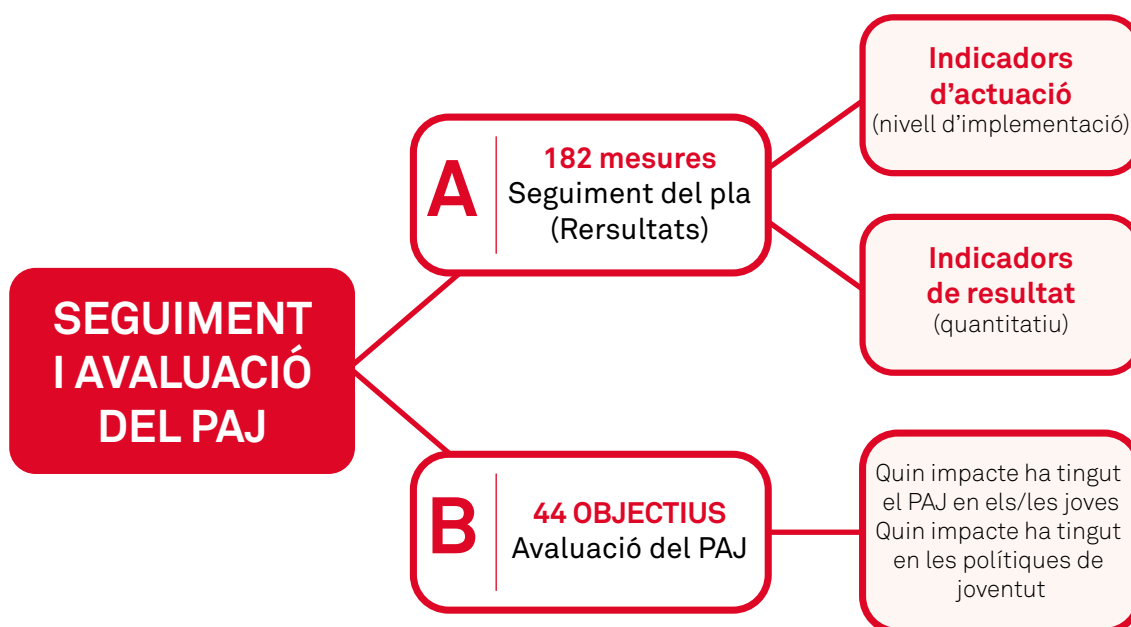 SEGUIMENT
I AVALUACIÓ
DEL PAJ
A
182 mesures
Seguiment del pla
(Rersultats)
Indicadors
d'actuació
(nivell d'implementació)
Indicadors
de resultat
(quantitatiu)
B
44 OBJECTIUS
Avaluació del PAJ
Quin impacte ha tingut
el PAJ en els/les joves
Quin impacte ha tingut
en les polítiques de
joventut